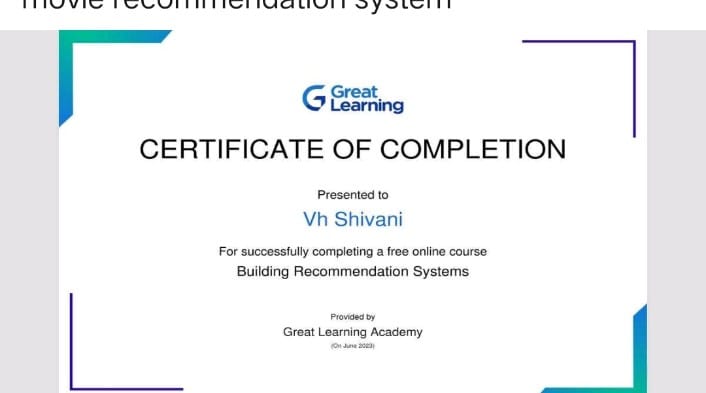 movie recommendation system
Great
Learning
CERTIFICATE OF COMPLETION
Presented to
Vh Shivani
For successfully completing a free online course
Building Recommendation Systems
Provided by
Great Learning Academy
(On June 2023)